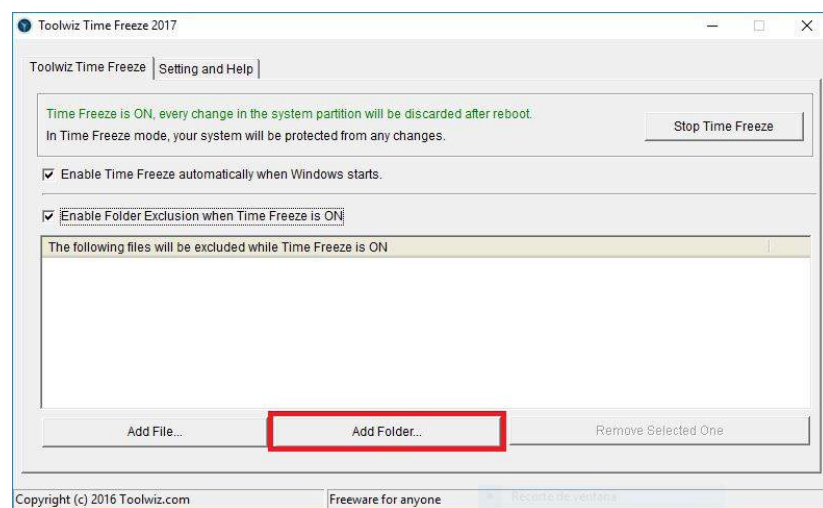 Toolwiz Time Freeze 2017
Toolwiz Time Freeze
Setting and Help
Time Freeze is ON, every change in the system partition will be discarded after reboot.
In Time Freeze mode, your system will be protected from any changes.
Stop Time Freeze
Enable Time Freeze automatically when Windows starts.
Enable Folder Exclusion when Time Freeze is ON
The following files will be excluded while Time Freeze is ON
Add File...
Add Folder...
Remove Selected One
Copyright (c) 2016 Toolwiz.com
Freeware for anyone
Recorte de ventana